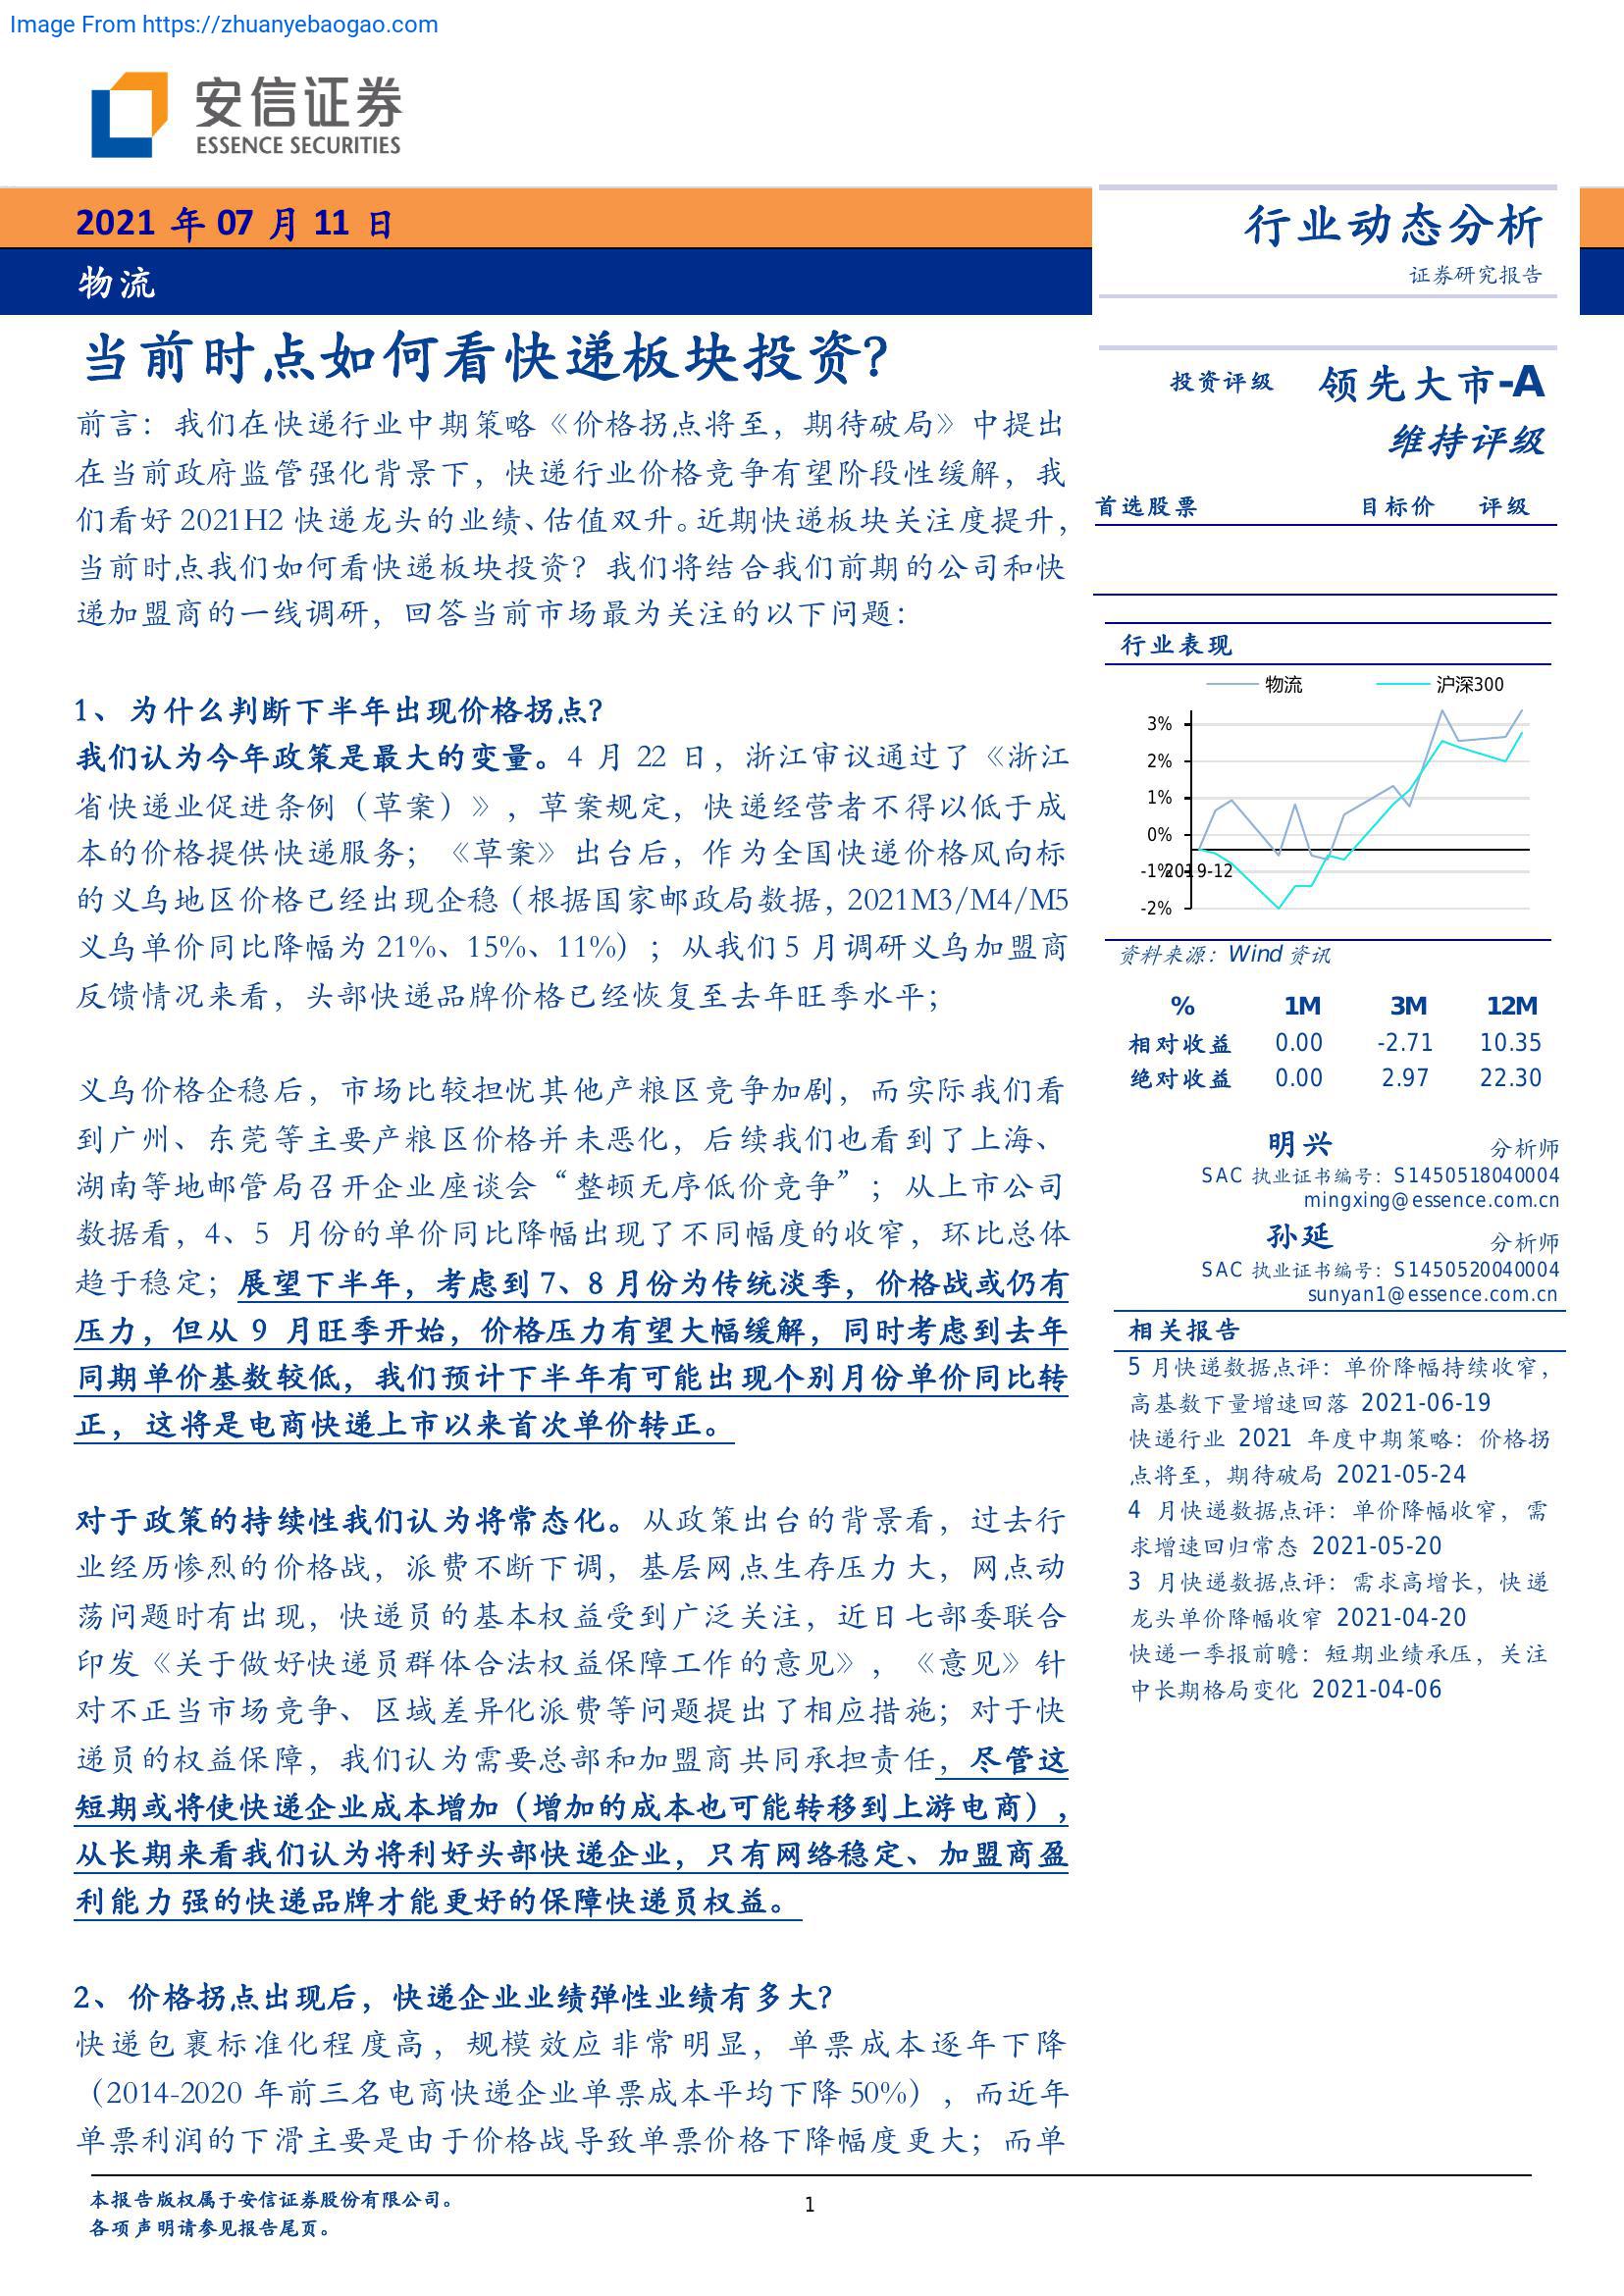 Image From https://zhuanyebaogao.com
安信证券
ESSENCE SECURITIES
2021 年 07 月 11 日
物流
行业动态分析
证券研究报告
当前时点如何看快递板块投资?
前言：我们在快递行业中期策略《价格拐点将至，期待破局》中提出
在当前政府监管强化背景下，快递行业价格竞争有望阶段性缓解，我
们看好 2021H2 快递龙头的业绩、估值双升。近期快递板块关注度提升，
当前时点我们如何看快递板块投资？我们将结合我们前期的公司和快
递加盟商的一线调研，回答当前市场最为关注的以下问题：
1、 为什么判断下半年出现价格拐点?
我们认为今年政策是最大的变量。4 月 22 日，浙江审议通过了《浙江
省快递业促进条例（草案）》，草案规定，快递经营者不得以低于成
本的价格提供快递服务；《草案》出台后，作为全国快递价格风向标
的义乌地区价格已经出现企稳（根据国家邮政局数据，2021M3/M4/M5
义乌单价同比降幅为 21%、15%、11%）；从我们 5 月调研义乌加盟商
反馈情况来看，头部快递品牌价格已经恢复至去年旺季水平；
义乌价格企稳后，市场比较担忧其他产粮区竞争加剧，而实际我们看
到广州、东莞等主要产粮区价格并未恶化，后续我们也看到了上海、
湖南等地邮管局召开企业座谈会“整顿无序低价竞争”；从上市公司
数据看，4、5 月份的单价同比降幅出现了不同幅度的收窄，环比总体
趋于稳定；展望下半年，考虑到 7、8 月份为传统淡季，价格战或仍有
压力，但从 9 月旺季开始，价格压力有望大幅缓解，同时考虑到去年
同期单价基数较低，我们预计下半年有可能出现个别月份单价同比转
正，这将是电商快递上市以来首次单价转正。
对于政策的持续性我们认为将常态化。从政策出台的背景看，过去行
业经历惨烈的价格战，派费不断下调，基层网点生存压力大，网点动
荡问题时有出现，快递员的基本权益受到广泛关注，近日七部委联合
印发《关于做好快递员群体合法权益保障工作的意见》，《意见》针
对不正当市场竞争、区域差异化派费等问题提出了相应措施；对于快
递员的权益保障，我们认为需要总部和加盟商共同承担责任，尽管这
短期或将使快递企业成本增加（增加的成本也可能转移到上游电商），
从长期来看我们认为将利好头部快递企业，只有网络稳定、加盟商盈
利能力强的快递品牌才能更好的保障快递员权益。
2、 价格拐点出现后，快递企业业绩弹性业绩有多大?
快递包裹标准化程度高，规模效应非常明显，单票成本逐年下降
（2014-2020 年前三名电商快递企业单票成本平均下降 50%），而近年
单票利润的下滑主要是由于价格战导致单票价格下降幅度更大；而单
投资评级 领先大市-A
维持评级
首选股票 目标价 评级
行业表现
物流 沪深300
3%
2%
1%
0%
-1%
2019-12
-2%
资料来源：Wind 资讯
% 1M 3M 12M
相对收益 0.00 -2.71 10.35
绝对收益 0.00 2.97 22.30
明兴 分析师
SAC 执业证书编号：S1450518040004
mingxing@essence.com.cn
孙延 分析师
SAC 执业证书编号：S1450520040004
sunyan1@essence.com.cn
相关报告
5 月快递数据点评：单价降幅持续收窄，
高基数下量增速回落 2021-06-19
快递行业 2021 年度中期策略：价格拐
点将至，期待破局 2021-05-24
4 月快递数据点评：单价降幅收窄，需
求增速回归常态 2021-05-20
3 月快递数据点评：需求高增长，快递
龙头单价降幅收窄 2021-04-20
快递一季报前瞻：短期业绩承压，关注
中长期格局变化 2021-04-06
本报告版权属于安信证券股份有限公司。
各项声明请参见报告尾页。
1